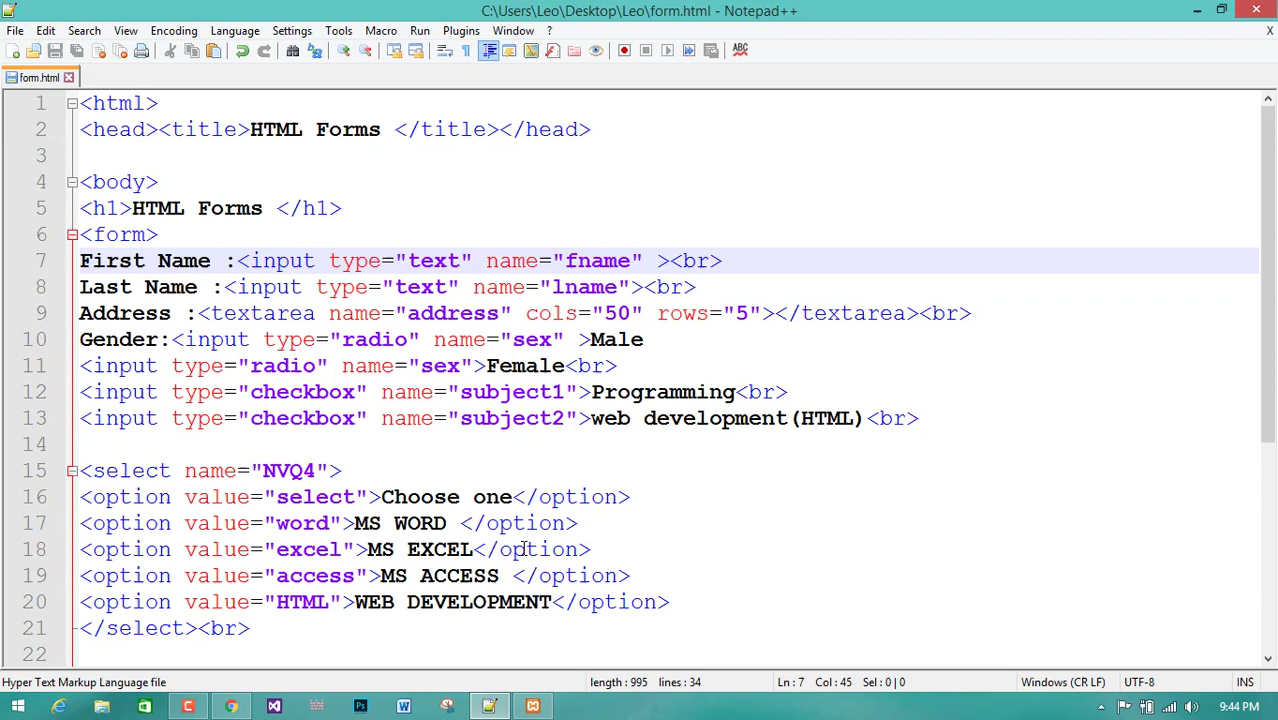 C:\Users\Leo\Desktop\Leo\form.html - Notepad++
File Edit Search View Encoding Language Settings Tools Macro Run Plugins Window ? X
ABC
form.html
1 <html>
2 <head><title>HTML Forms </title></head>
3
4 <body>
5 <h1>HTML Forms </h1>
6 <form>
7 First Name :<input type="text" name="fname" ><br>
8 Last Name :<input type="text" name="lname"><br>
9 Address :<textarea name="address" cols="50" rows="5"></textarea><br>
10 Gender:<input type="radio" name="sex" >Male
11 <input type="radio" name="sex">Female<br>
12 <input type="checkbox" name="subject1">Programming<br>
13 <input type="checkbox" name="subject2">web development(HTML)<br>
14
15 <select name="NVQ4">
16 <option value="select">Choose one</option>
17 <option value="word">MS WORD </option>
18 <option value="excel">MS EXCEL</option>
19 <option value="access">MS ACCESS </option>
20 <option value="HTML">WEB DEVELOPMENT</option>
21 </select><br>
22
Hyper Text Markup Language file length : 995 lines : 34 Ln : 7 Col : 45 Sel : 0 | 0 Windows (CR LF) UTF-8 INS
9:44 PM